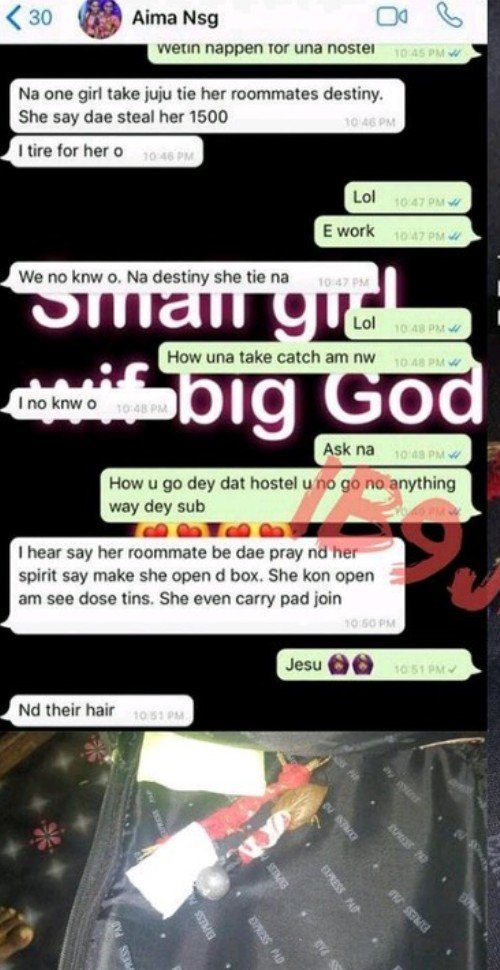 30
Aima Nsg
Wetin happen for una hostel
10:45 PM
Na one girl take juju tie her roommates destiny.
She say dae steal her 1500
10:46 PM
I tire for her o
10:46 PM
Lol
10:47 PM
E work
10:47 PM
We no knw o. Na destiny she tie na
10:47 PM
Small girl
Lol
10:48 PM
How una take catch am nw
10:48 PM
wif big God
I no knw o
10:48 PM
Ask na
10:48 PM
How u go dey dat hostel u no go no anything
way dey sub
10:49 PM
I hear say her roommate be dae pray nd her
spirit say make she open d box. She kon open
am see dose tins. She even carry pad join
10:50 PM
Jesu
10:51 PM
Nd their hair
10:51 PM
EXPRESS
EXPRESS
EXPRESS